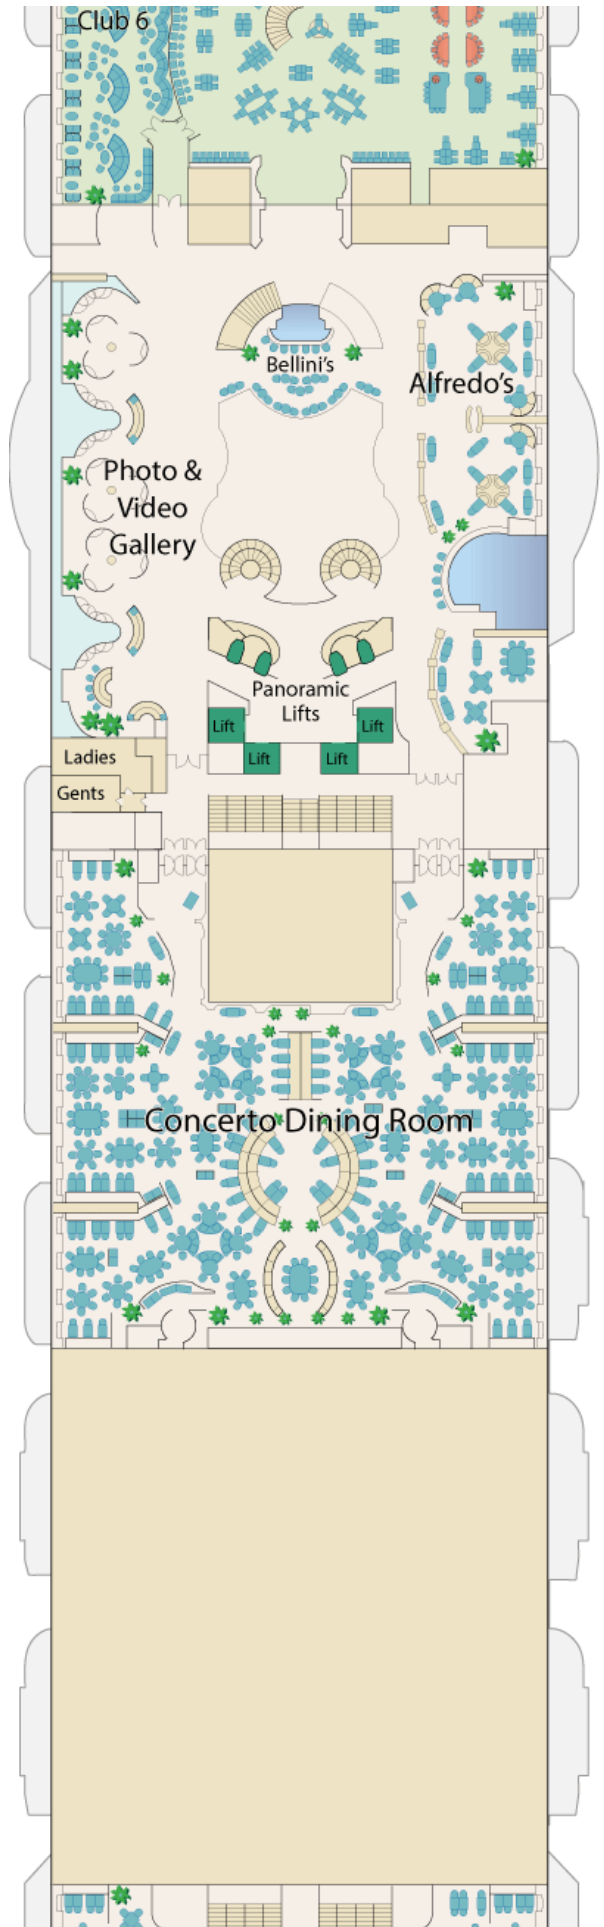 Club 6
Bellini's
Alfredo's
Photo &
Video
Gallery
Panoramic
Lifts
Lift
Lift
Lift
Lift
Ladies
Gents
Concerto Dining Room